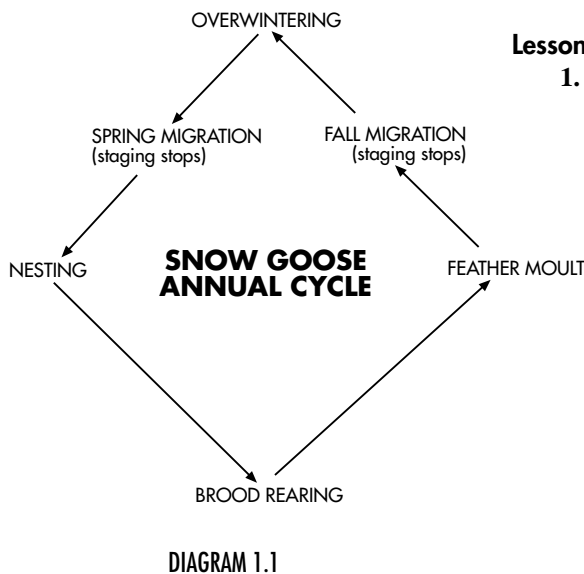 OVERWINTERING
Lesson
1.
SPRING MIGRATION
(staging stops)
FALL MIGRATION
(staging stops)
NESTING
SNOW GOOSE
ANNUAL CYCLE
FEATHER MOULT
BROOD REARING
DIAGRAM 1.1